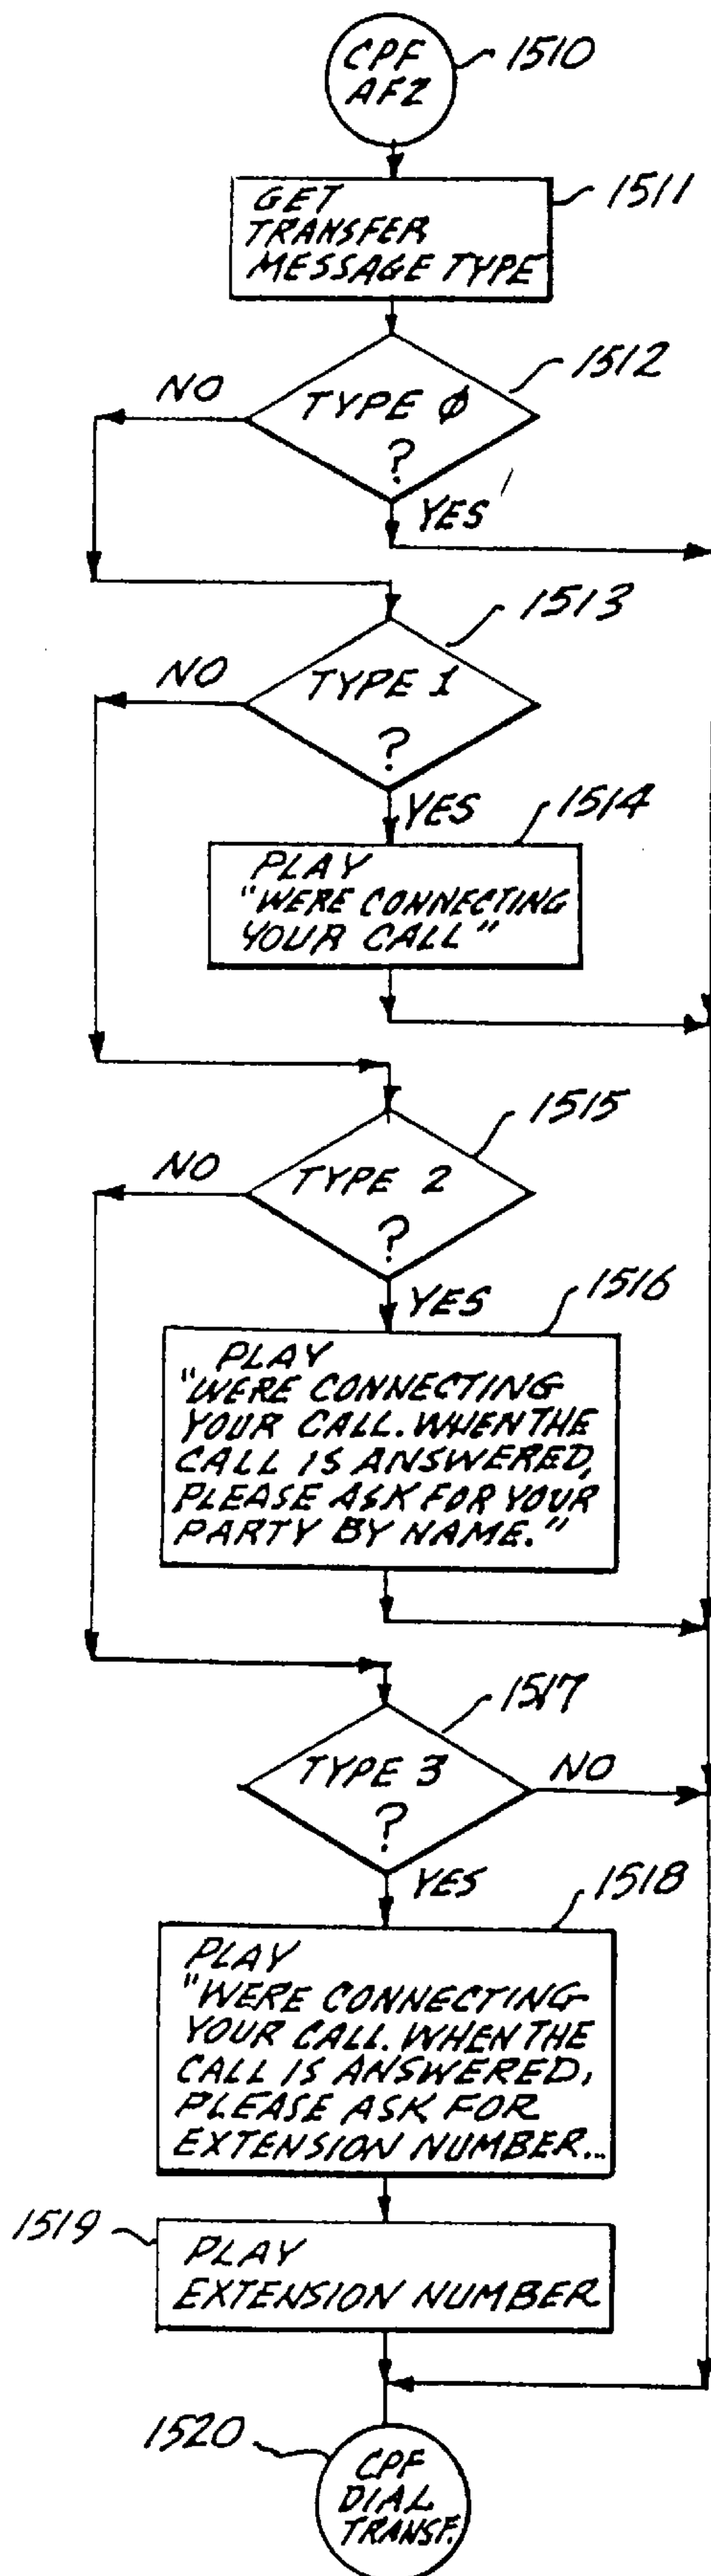 CPF
AFZ
1510
GET
TRANSFER
MESSAGE TYPE
1511
TYPE Ø
?
1512
NO
YES
TYPE 1
?
1513
NO
YES
1514
PLAY
"WERE CONNECTING
YOUR CALL"
TYPE 2
?
1515
NO
YES
1516
PLAY
"WERE CONNECTING
YOUR CALL. WHEN THE
CALL IS ANSWERED,
PLEASE ASK FOR YOUR
PARTY BY NAME."
1517
TYPE 3
?
NO
YES
1518
PLAY
"WERE CONNECTING
YOUR CALL. WHEN THE
CALL IS ANSWERED,
PLEASE ASK FOR
EXTENSION NUMBER...
1519
PLAY
EXTENSION NUMBER
1520
CPF
DIAL
TRANSF.